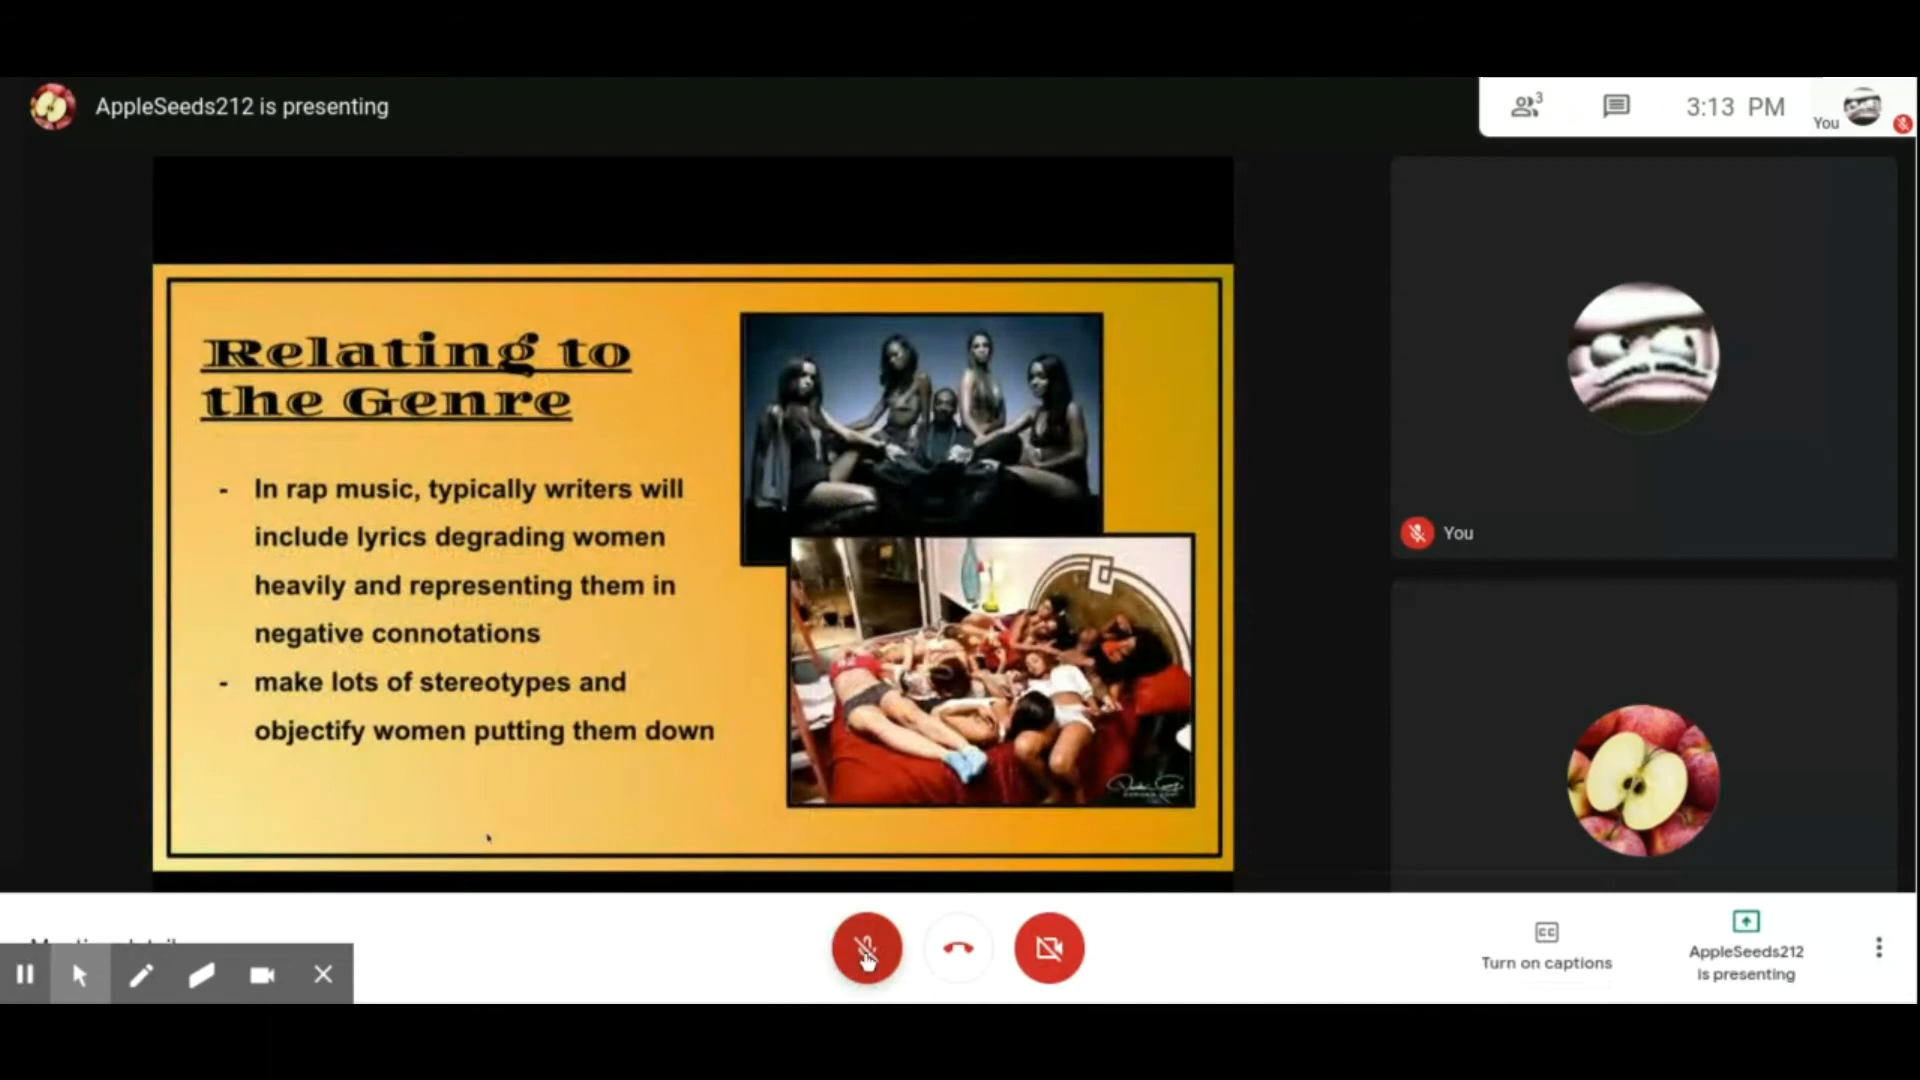 AppleSeeds212 is presenting
3
3:13 PM
You
Relating to
the Genre
- In rap music, typically writers will
include lyrics degrading women
heavily and representing them in
negative connotations
- make lots of stereotypes and
objectify women putting them down
You
CC
Turn on captions
AppleSeeds212
is presenting